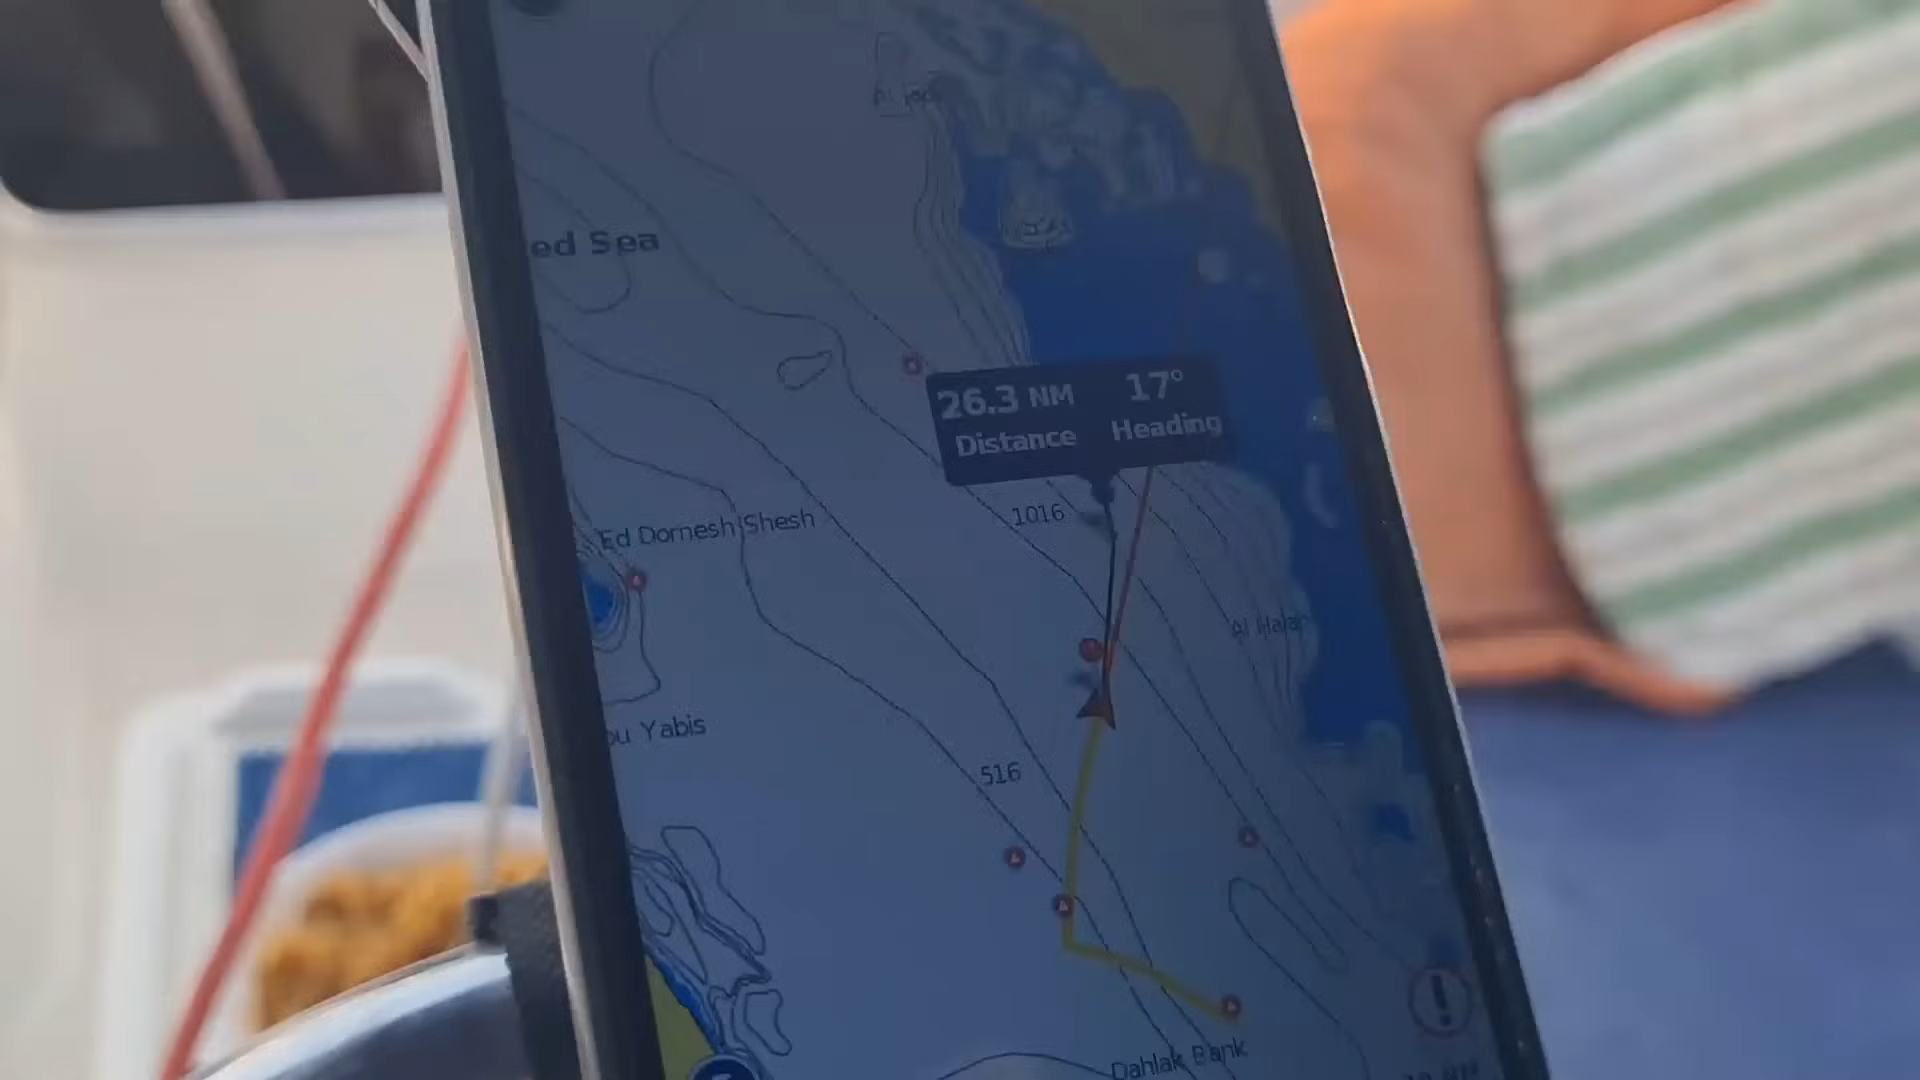 ed Sea
26.3 NM 17°
Distance Heading
1016
Ed Dornesh Shesh
ou Yabis
516
Dahlak Bank